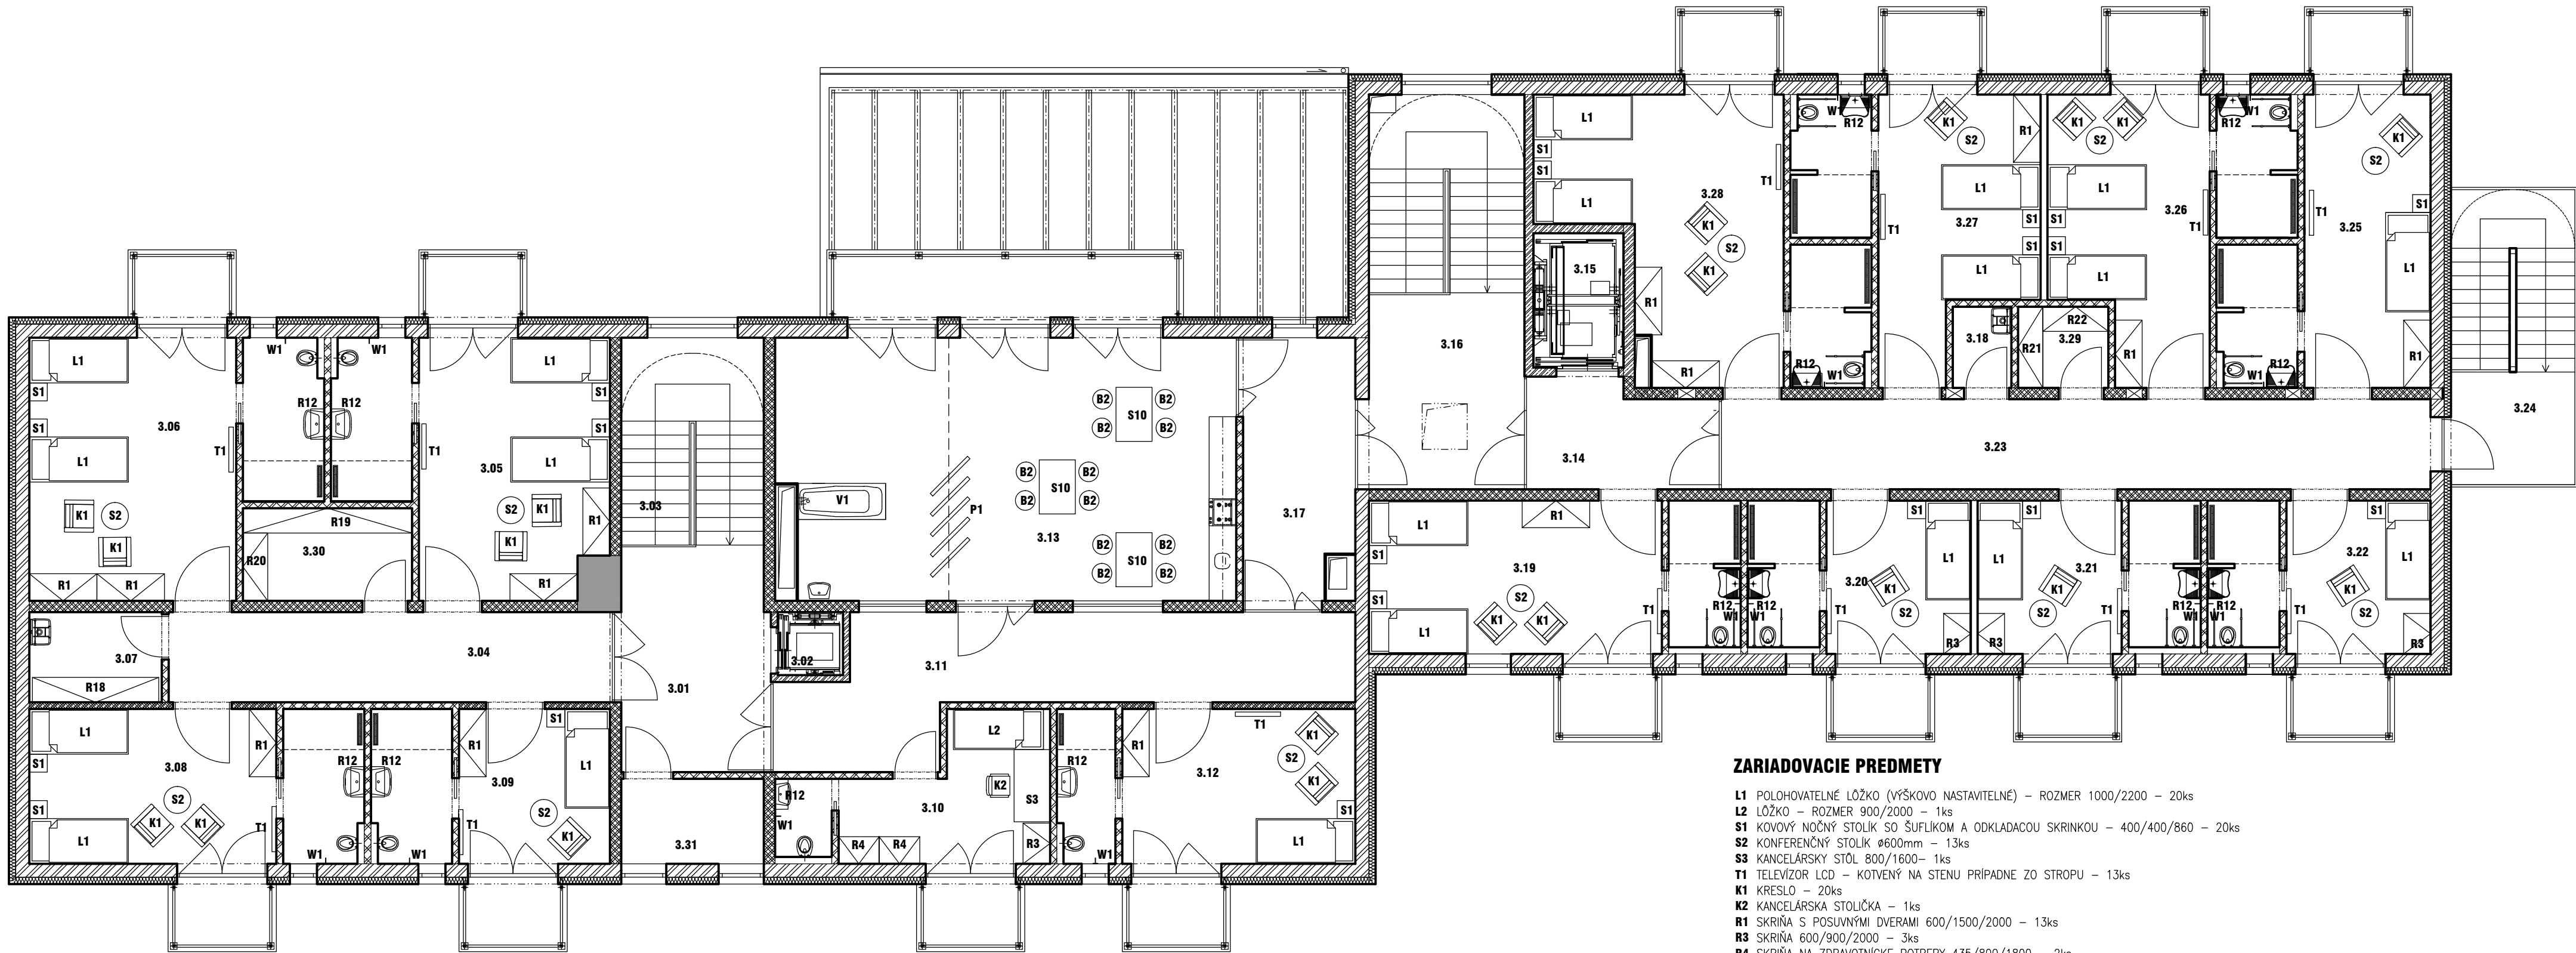 L1
S1
S1
L1
3.28
K1
S2
K1
T1
R1
R1
W1
R12
R12
W1
3.15
3.16
K1
S2
R1
L1
3.27
S1
S1
L1
T1
K1
K1
S2
L1
S1
S1
L1
3.26
T1
R1
W1
R12
R12
W1
K1
S2
S1
T1
3.25
L1
R1
3.18
R21
R22
3.29
3.24
3.14
3.23
L1
S1
S1
L1
3.06
T1
K1
S2
K1
R1
R1
W1
W1
R12
R12
R19
3.30
R20
L1
S1
S1
L1
3.05
T1
S2
K1
K1
R1
R1
3.03
V1
P1
B2
B2
S10
B2
B2
B2
B2
S10
B2
B2
3.13
B2
B2
S10
B2
B2
3.17
L1
S1
S1
L1
R1
3.19
S2
K1
K1
T1
R12
R12
W1
W1
S1
L1
3.20
K1
S2
T1
R3
L1
S1
3.21
K1
S2
T1
R3
R12
R12
W1
W1
S1
3.22
L1
K1
S2
T1
R3
3.07
R18
3.04
3.01
3.02
3.11
L1
S1
S1
L1
3.08
S2
K1
K1
R1
T1
R12
R12
W1
W1
R1
S1
3.09
L1
S2
K1
T1
3.31
R12
W1
3.10
R4
R4
L2
K2
S3
R3
R12
W1
R1
T1
3.12
K1
S2
K1
S1
L1
ZARIADOVACIE PREDMETY
L1 POLOHOVATELNÉ LÔŽKO (VÝŠKOVO NASTAVITELNÉ) – ROZMER 1000/2200 – 20ks
L2 LÔŽKO – ROZMER 900/2000 – 1ks
S1 KOVOVÝ NOČNÝ STOLÍK SO ŠUFLÍKOM A ODKLADACOU SKRINKOU – 400/400/860 – 20ks
S2 KONFERENČNÝ STOLÍK ø600mm – 13ks
S3 KANCELÁRSKY STÔL 800/1600– 1ks
T1 TELEVÍZOR LCD – KOTVENÝ NA STENU PRÍPADNE ZO STROPU – 13ks
K1 KRESLO – 20ks
K2 KANCELÁRSKA STOLIČKA – 1ks
R1 SKRIŇA S POSUVNÝMI DVERAMI 600/1500/2000 – 13ks
R3 SKRIŇA 600/900/2000 – 3ks
R4 SKRIŇA NA ZDRAVOTNÍCKE POTREBY 435/800/1800 – 2ks